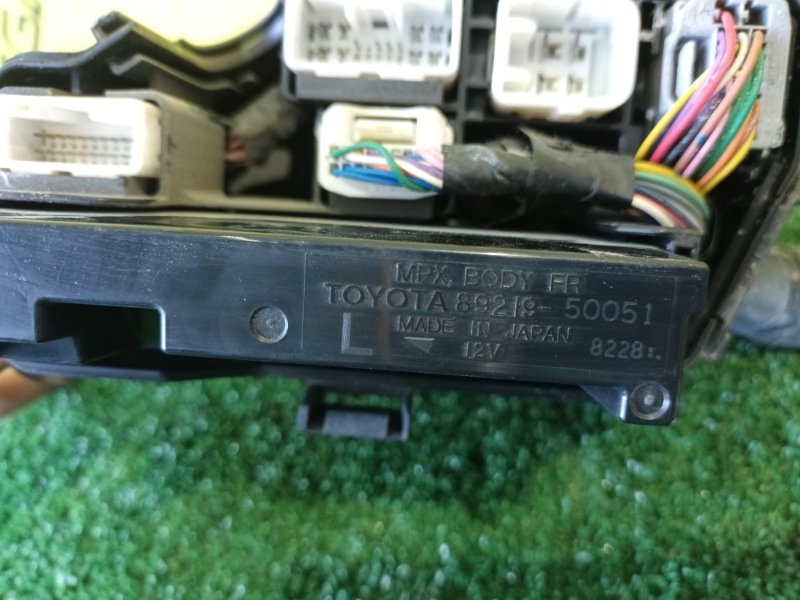 MPX, BODY FR
TOYOTA 89219-50051
MADE IN JAPAN
L 12V 8228